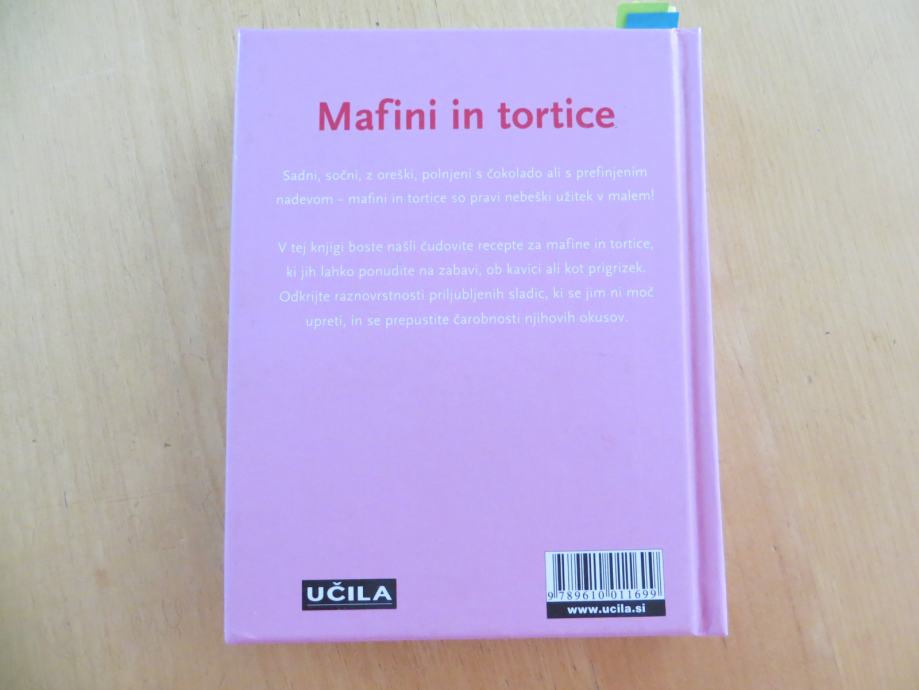 Mafini in tortice
Sadni, sočni, z oreški, polnjeni s čokolado ali s prefinjenim
nadevom – mafini in tortice so pravi nebeški užitek v malem!
V tej knjigi boste našli čudovite recepte za mafine in tortice,
ki jih lahko ponudite na zabavi, ob kavici ali kot prigrizek.
Odkrijte raznovrstnosti priljubljenih sladic, ki se jim ni moč
upreti, in se prepustite čarobnosti njihovih okusov.
UČILA
9 789610 011699
www.ucila.si